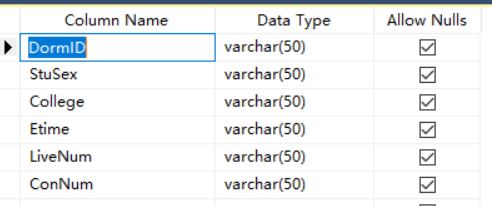 Column Name Data Type Allow Nulls
DormID varchar(50)
StuSex varchar(50)
College varchar(50)
Etime varchar(50)
LiveNum varchar(50)
ConNum varchar(50)